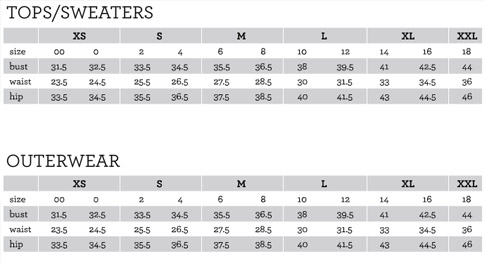 TOPS/SWEATERS
XS S M L XL XXL
size 00 0 2 4 6 8 10 12 14 16 18
bust 31.5 32.5 33.5 34.5 35.5 36.5 38 39.5 41 42.5 44
waist 23.5 24.5 25.5 26.5 27.5 28.5 30 31.5 33 34.5 36
hip 33.5 34.5 35.5 36.5 37.5 38.5 40 41.5 43 44.5 46
OUTERWEAR
XS S M L XL XXL
size 00 0 2 4 6 8 10 12 14 16 18
bust 31.5 32.5 33.5 34.5 35.5 36.5 38 39.5 41 42.5 44
waist 23.5 24.5 25.5 26.5 27.5 28.5 30 31.5 33 34.5 36
hip 33.5 34.5 35.5 36.5 37.5 38.5 40 41.5 43 44.5 46